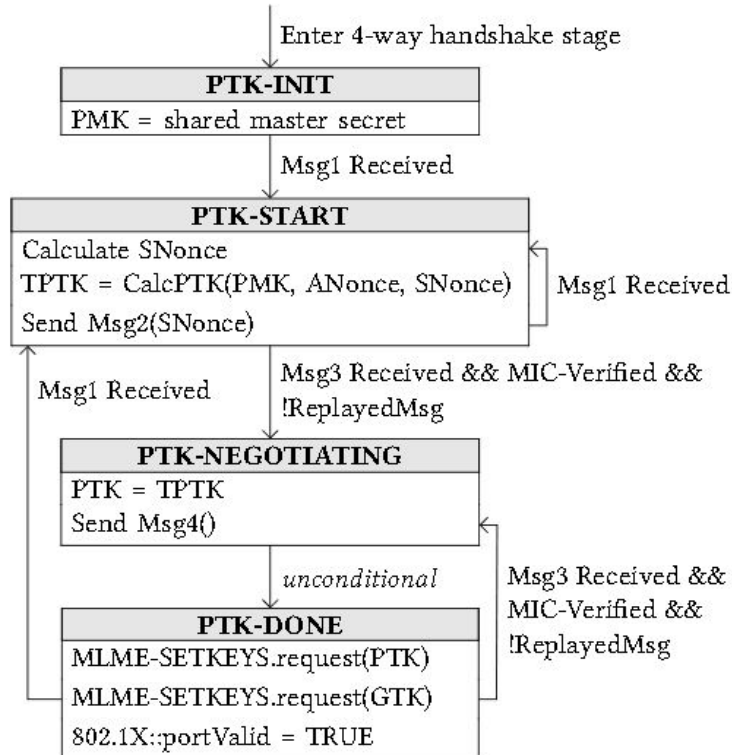 Enter 4-way handshake stage
PTK-INIT
PMK = shared master secret
Msg1 Received
PTK-START
Calculate SNonce
TPTK = CalcPTK(PMK, ANonce, SNonce)
Send Msg2(SNonce)
Msg1 Received
Msg1 Received
Msg3 Received && MIC-Verified &&
!ReplayedMsg
PTK-NEGOTIATING
PTK = TPTK
Send Msg4()
unconditional
Msg3 Received &&
MIC-Verified &&
!ReplayedMsg
PTK-DONE
MLME-SETKEYS.request(PTK)
MLME-SETKEYS.request(GTK)
802.1X::portValid = TRUE